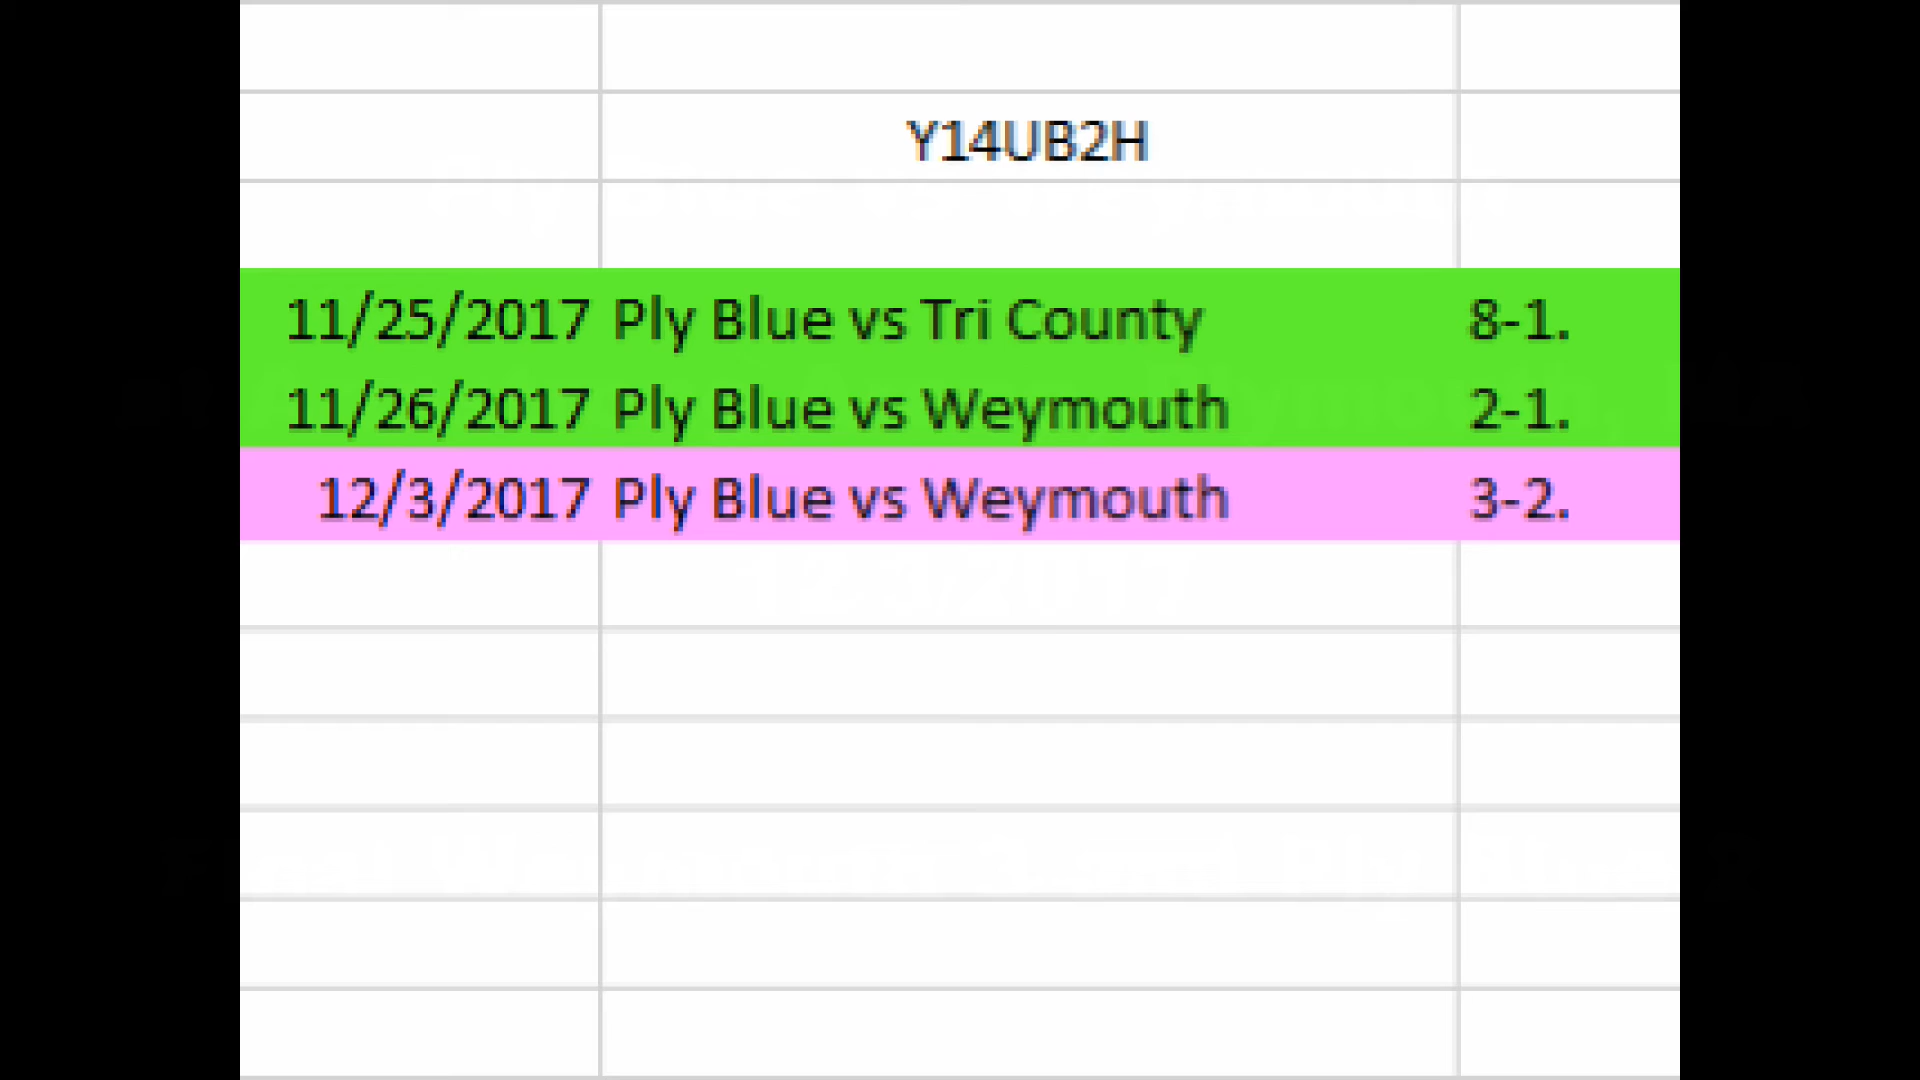 Y14UB2H
11/25/2017 Ply Blue vs Tri County 8-1.
11/26/2017 Ply Blue vs Weymouth 2-1.
12/3/2017 Ply Blue vs Weymouth 3-2.